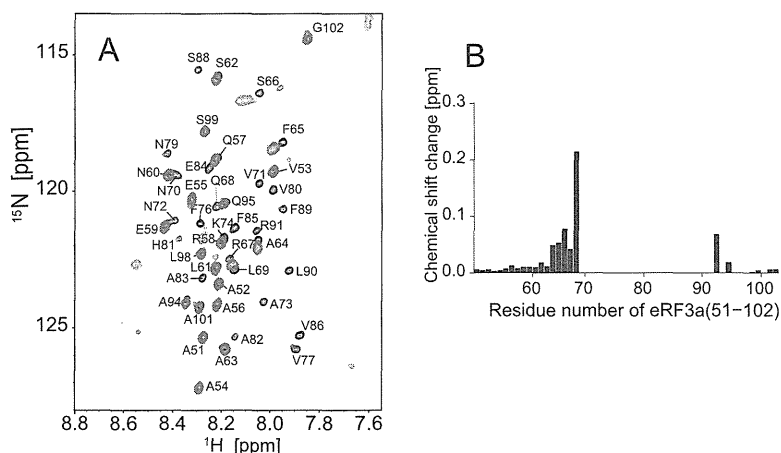 A
B
115
120
125
15N [ppm]
8.8 8.6 8.4 8.2 8.0 7.8 7.6
1H [ppm]
G102
S88
S62
S66
S99
F65
N79
Q57
E84
V53
N60
Q68
V71
N70
E55
V80
F76
Q95
F89
N72
K74
F85
E59
R58
R91
H81
R67
A64
L98
L61
L69
L90
A83
A52
A94
A56
A73
A101
V86
A51
A82
A63
V77
A54
Chemical shift change [ppm]
0.3
0.2
0.1
0.0
60 70 80 90 100
Residue number of eRF3a(51–102)